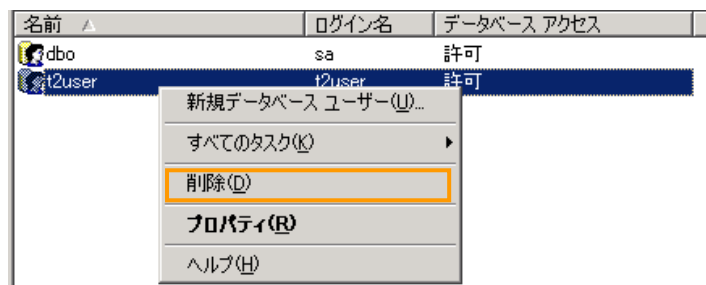 名前 ログイン名 データベース アクセス
dbo sa 許可
t2user t2user 許可
新規データベース ユーザー(U)...
すべてのタスク(K)
削除(D)
プロパティ(R)
ヘルプ(H)